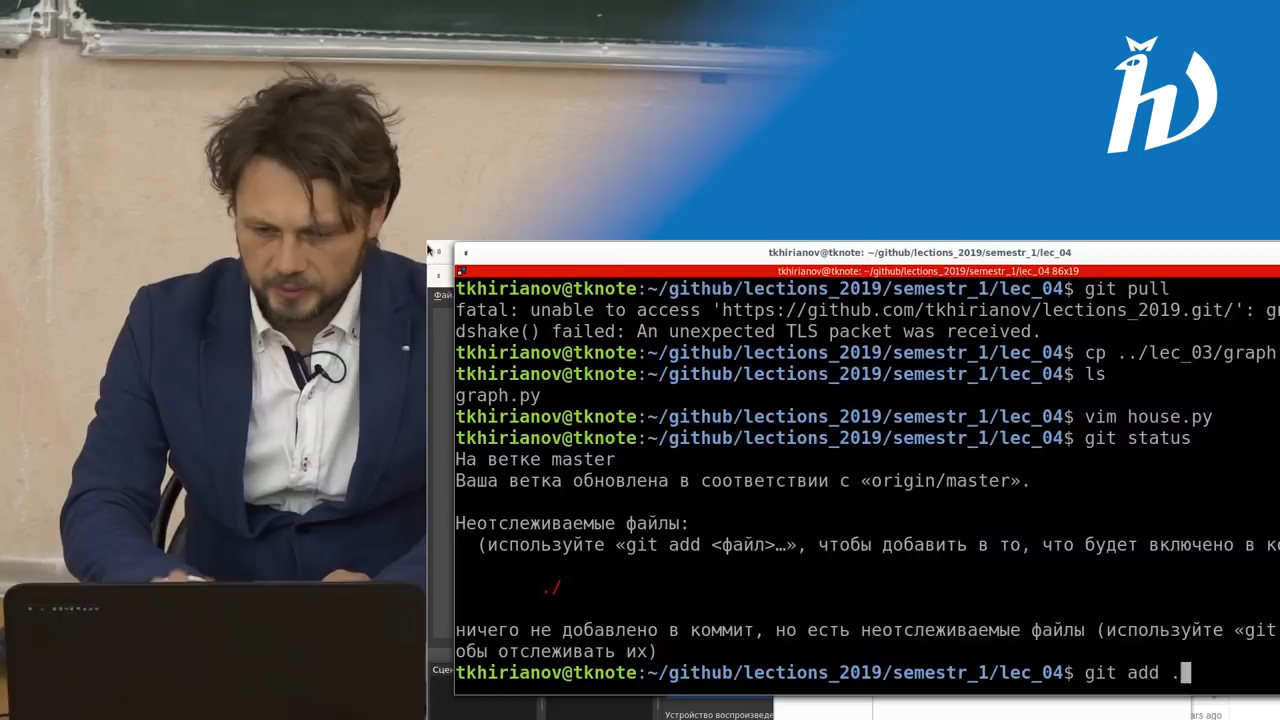 tkhirianov@tknote: ~/github/lections_2019/semestr_1/lec_04
tkhirianov@tknote: ~/github/lections_2019/semestr_1/lec_04 86x19
Фай
tkhirianov@tknote:~/github/lections_2019/semestr_1/lec_04$ git pull
fatal: unable to access 'https://github.com/tkhirianov/lections_2019.git/': gn
dshake() failed: An unexpected TLS packet was received.
tkhirianov@tknote:~/github/lections_2019/semestr_1/lec_04$ cp ../lec_03/graph
tkhirianov@tknote:~/github/lections_2019/semestr_1/lec_04$ ls
graph.py
tkhirianov@tknote:~/github/lections_2019/semestr_1/lec_04$ vim house.py
tkhirianov@tknote:~/github/lections_2019/semestr_1/lec_04$ git status
На ветке master
Ваша ветка обновлена в соответствии с «origin/master».
Неотслеживаемые файлы:
(используйте «git add <файл>…», чтобы добавить в то, что будет включено в ко
./
ничего не добавлено в коммит, но есть неотслеживаемые файлы (используйте «git
обы отслеживать их)
tkhirianov@tknote:~/github/lections_2019/semestr_1/lec_04$ git add .
Сцен
Устройство воспроизведе
ars ago